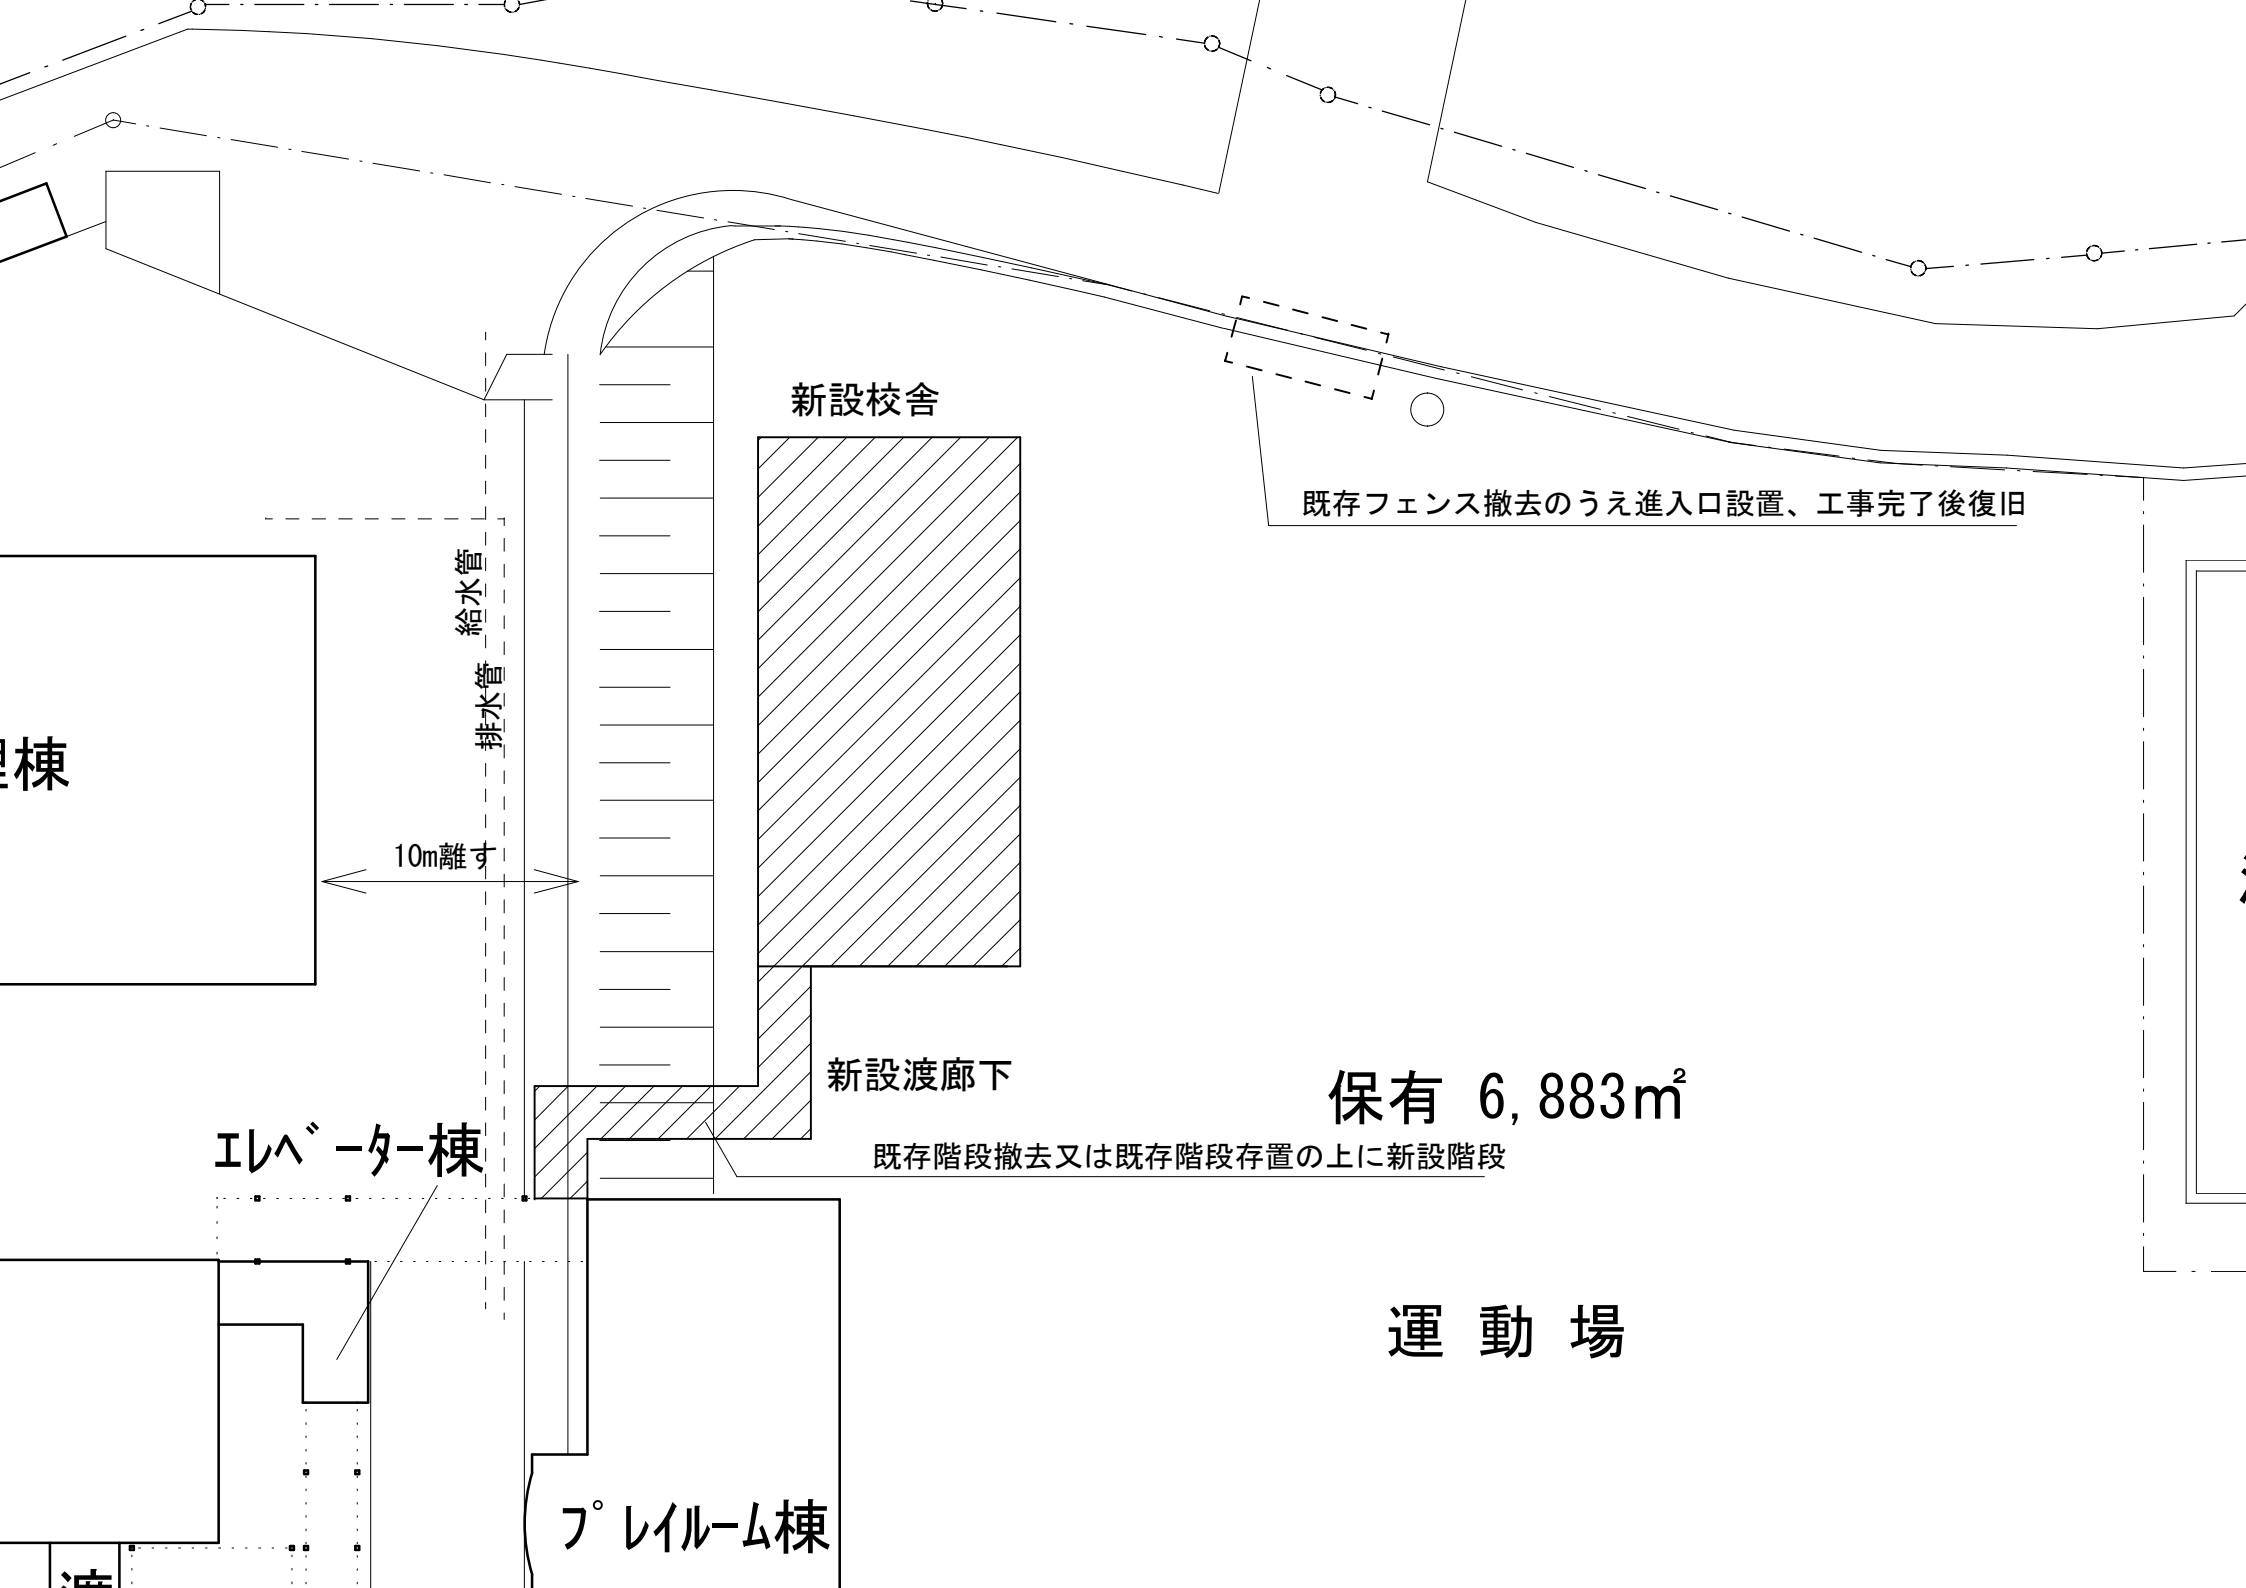 新設校舎
既存フェンス撤去のうえ進入口設置、工事完了後復旧
給水管
排水管
棟
10m離す
新設渡廊下
保有 6,883㎡
エレベーター棟
既存階段撤去又は既存階段存置の上に新設階段
運 動 場
プレイルーム棟